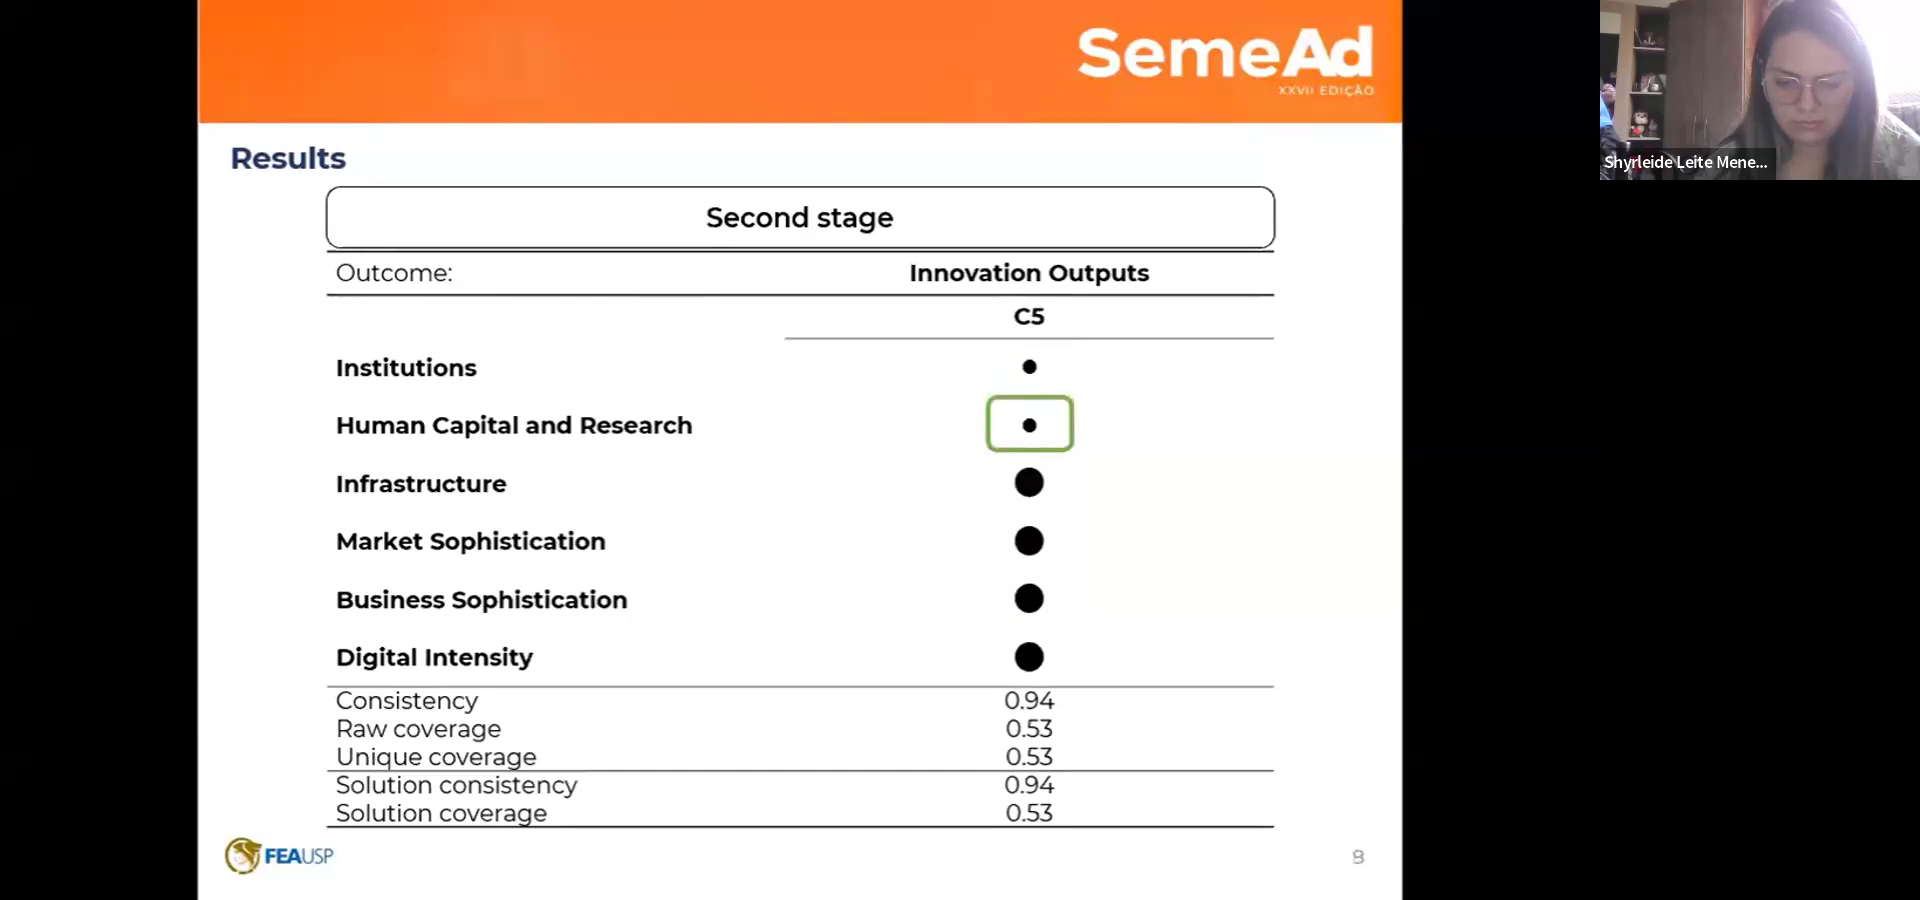 SemeAd
XXVII EDIÇÃO
Shyrleide Leite Mene...
Results
Second stage
Outcome: Innovation Outputs
C5
Institutions
Human Capital and Research
Infrastructure
Market Sophistication
Business Sophistication
Digital Intensity
Consistency 0.94
Raw coverage 0.53
Unique coverage 0.53
Solution consistency 0.94
Solution coverage 0.53
FEAUSP
8